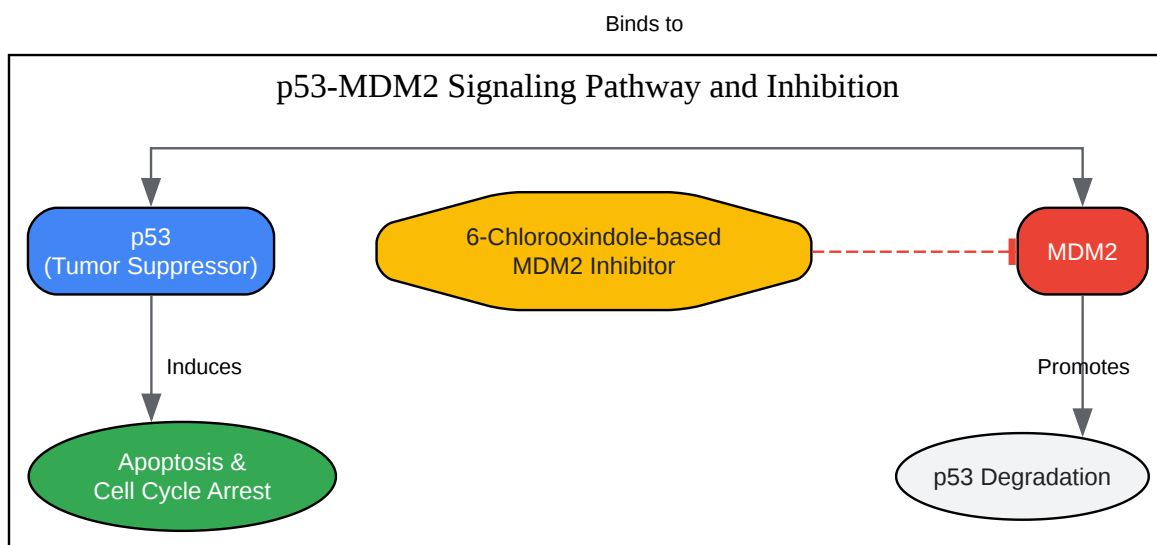 Binds to
p53-MDM2 Signaling Pathway and Inhibition
p53
(Tumor Suppressor)
6-Chlorooxindole-based
MDM2 Inhibitor
MDM2
Induces
Promotes
Apoptosis &
Cell Cycle Arrest
p53 Degradation